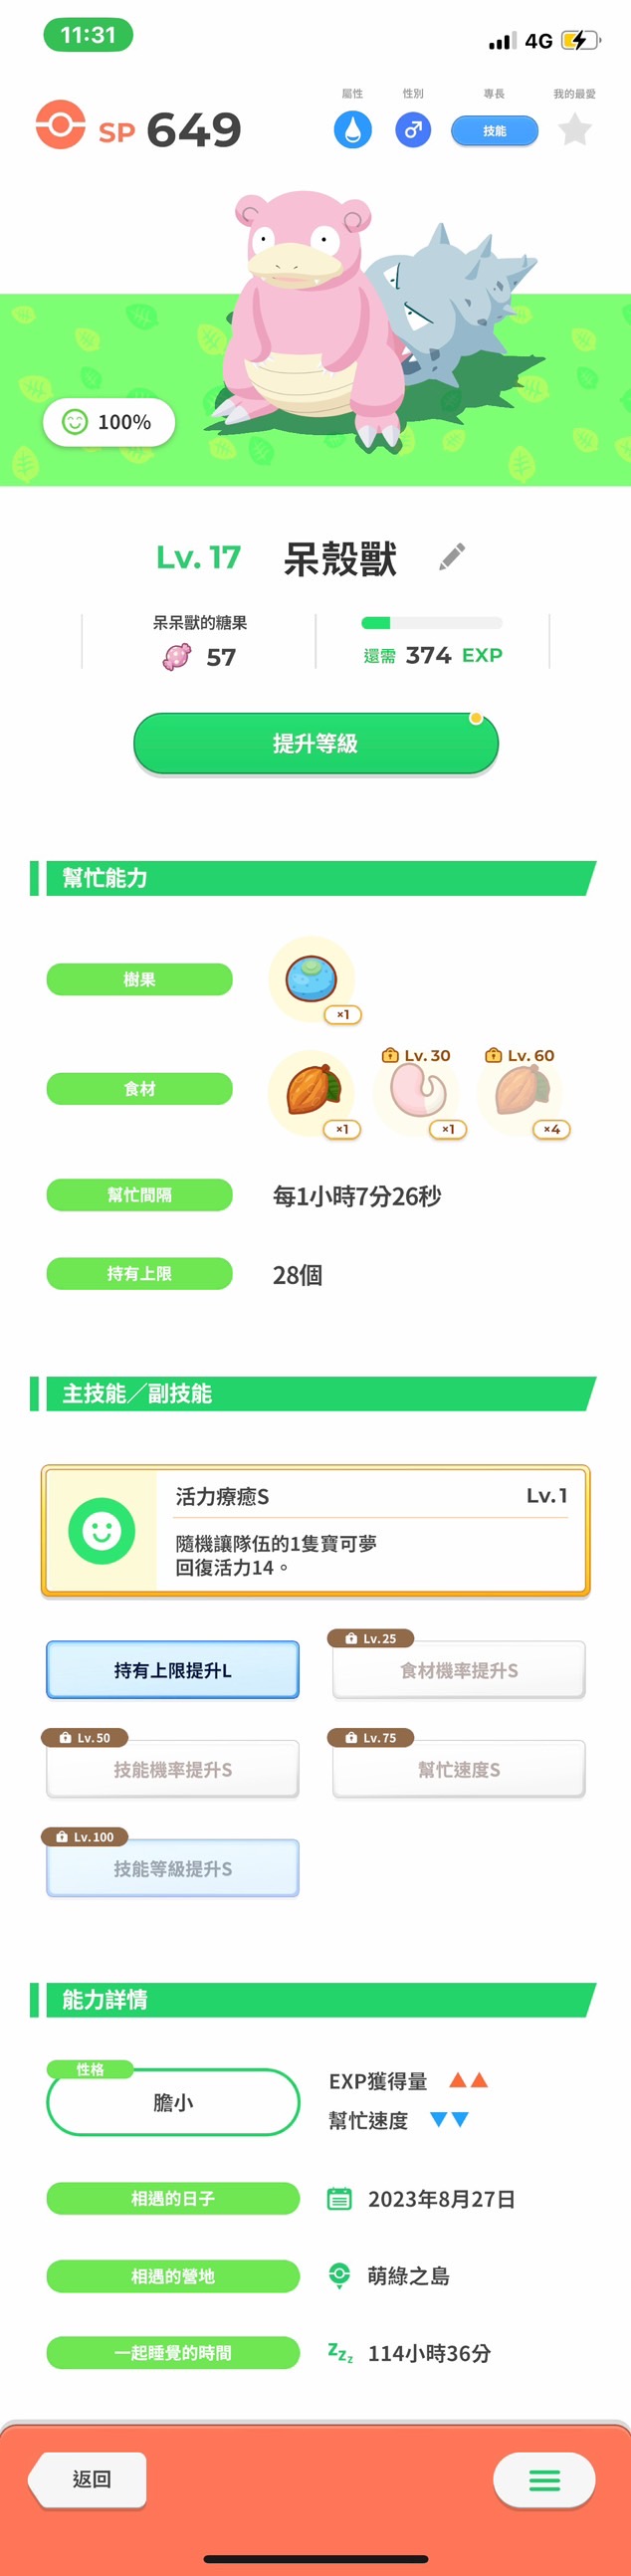 11:31
4G
屬性 性別 專長 我的最愛
SP 649
技能
100%
Lv. 17 呆殼獸
呆呆獸的糖果
57
還需 374 EXP
提升等級
幫忙能力
樹果
×1
食材
Lv. 30
Lv. 60
×1
×1
×4
幫忙間隔
每1小時7分26秒
持有上限
28個
主技能／副技能
活力療癒S
Lv.1
隨機讓隊伍的1隻寶可夢
回復活力14。
持有上限提升L
Lv.25
食材機率提升S
Lv.50
技能機率提升S
Lv.75
幫忙速度S
Lv.100
技能等級提升S
能力詳情
性格
膽小
EXP獲得量
幫忙速度
相遇的日子
2023年8月27日
相遇的營地
萌綠之島
一起睡覺的時間
zzz
114小時36分
返回